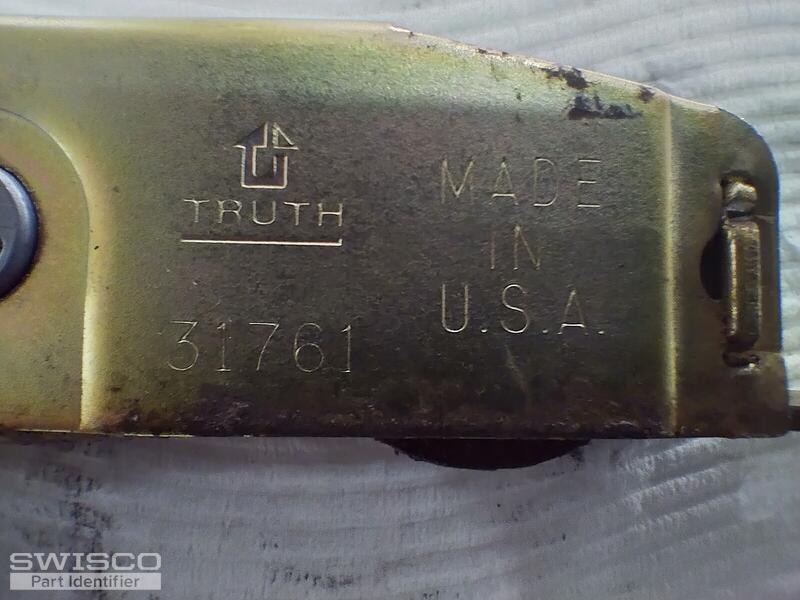 TRUTH
31761
MADE
IN
U.S.A.
SWISCO
Part Identifier